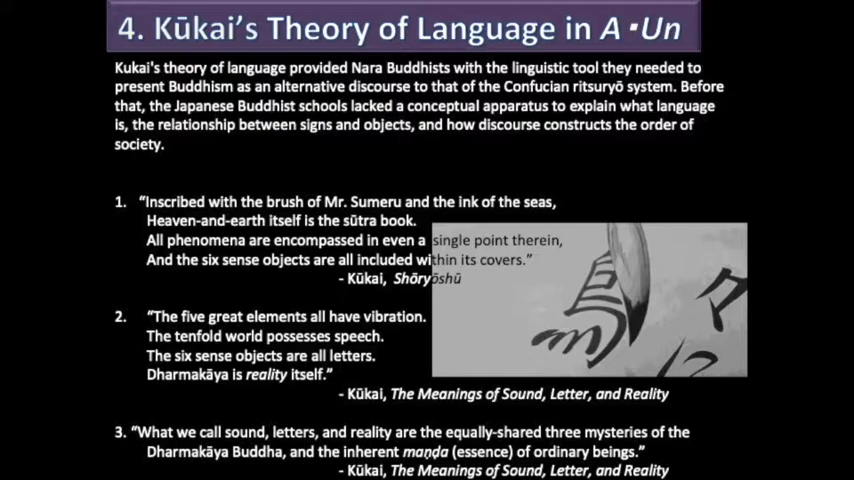 4. Kūkai's Theory of Language in A・Un
Kukai's theory of language provided Nara Buddhists with the linguistic tool they needed to
present Buddhism as an alternative discourse to that of the Confucian ritsuryō system. Before
that, the Japanese Buddhist schools lacked a conceptual apparatus to explain what language
is, the relationship between signs and objects, and how discourse constructs the order of
society.
1. “Inscribed with the brush of Mr. Sumeru and the ink of the seas,
Heaven-and-earth itself is the sūtra book.
All phenomena are encompassed in even a single point therein,
And the six sense objects are all included within its covers.”
- Kūkai, Shōryōshū
2. “The five great elements all have vibration.
The tenfold world possesses speech.
The six sense objects are all letters.
Dharmakāya is reality itself.”
- Kūkai, The Meanings of Sound, Letter, and Reality
3. “What we call sound, letters, and reality are the equally-shared three mysteries of the
Dharmakāya Buddha, and the inherent maṇḍa (essence) of ordinary beings.”
- Kūkai, The Meanings of Sound, Letter, and Reality